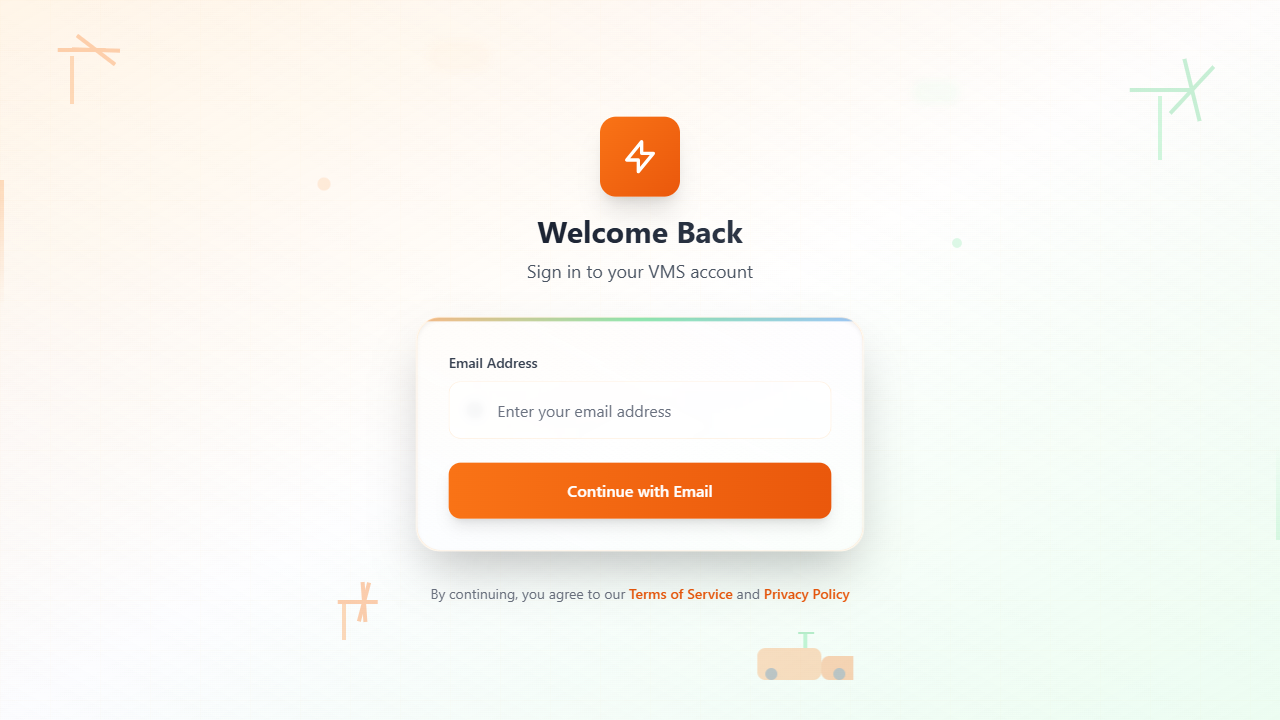 Welcome Back
Sign in to your VMS account
Email Address
Enter your email address
Continue with Email
By continuing, you agree to our Terms of Service and Privacy Policy